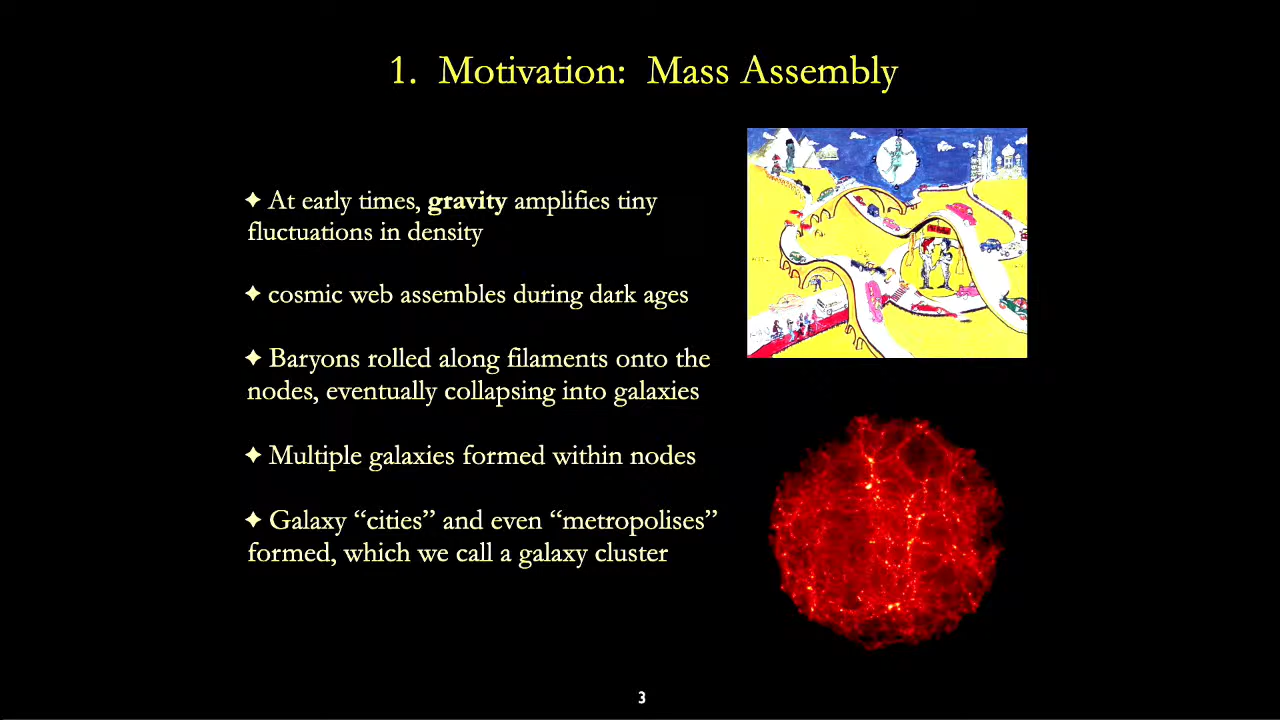 1. Motivation: Mass Assembly
✦ At early times, gravity amplifies tiny
fluctuations in density
✦ cosmic web assembles during dark ages
✦ Baryons rolled along filaments onto the
nodes, eventually collapsing into galaxies
✦ Multiple galaxies formed within nodes
✦ Galaxy “cities” and even “metropolises”
formed, which we call a galaxy cluster
12
3